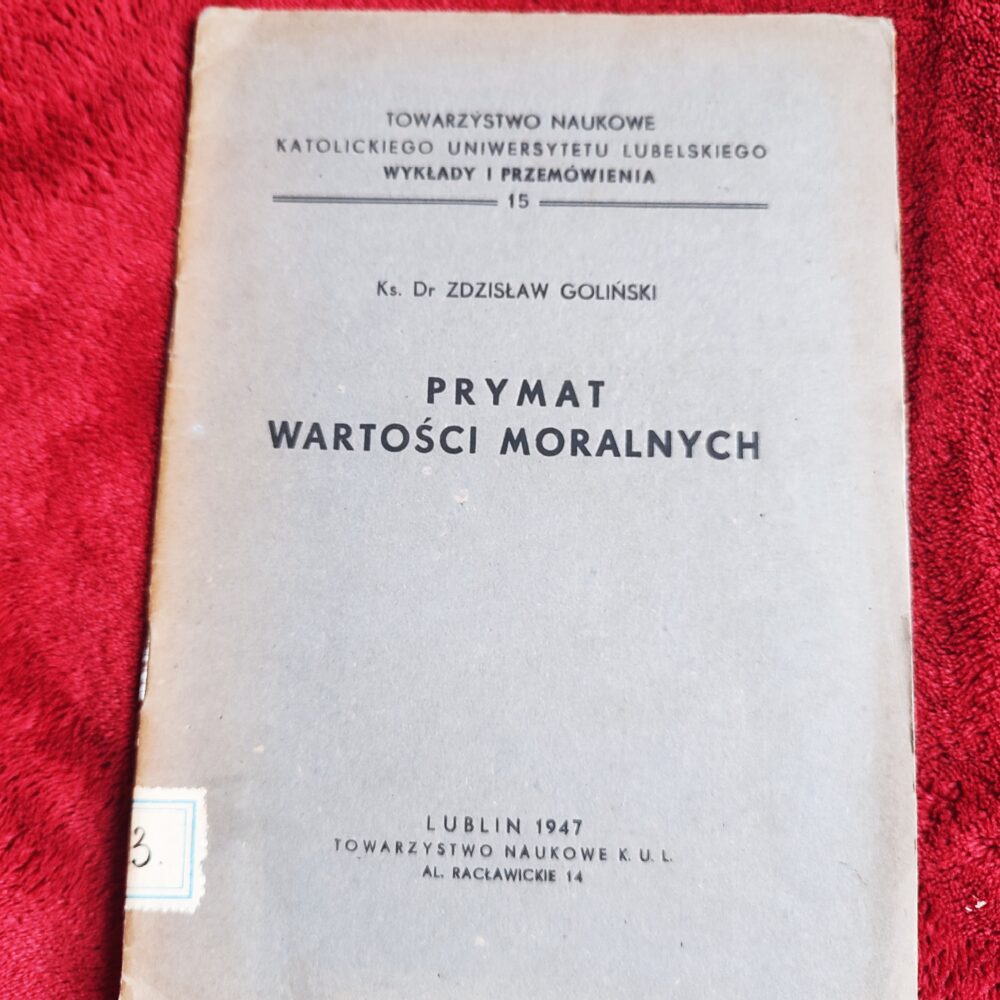 TOWARZYSTWO NAUKOWE
KATOLICKIEGO UNIWERSYTETU LUBELSKIEGO
WYKŁADY I PRZEMÓWIENIA
15
Ks. Dr ZDZISŁAW GOLIŃSKI
PRYMAT
WARTOŚCI MORALNYCH
3.
LUBLIN 1947
TOWARZYSTWO NAUKOWE K. U. L.
AL. RACŁAWICKIE 14